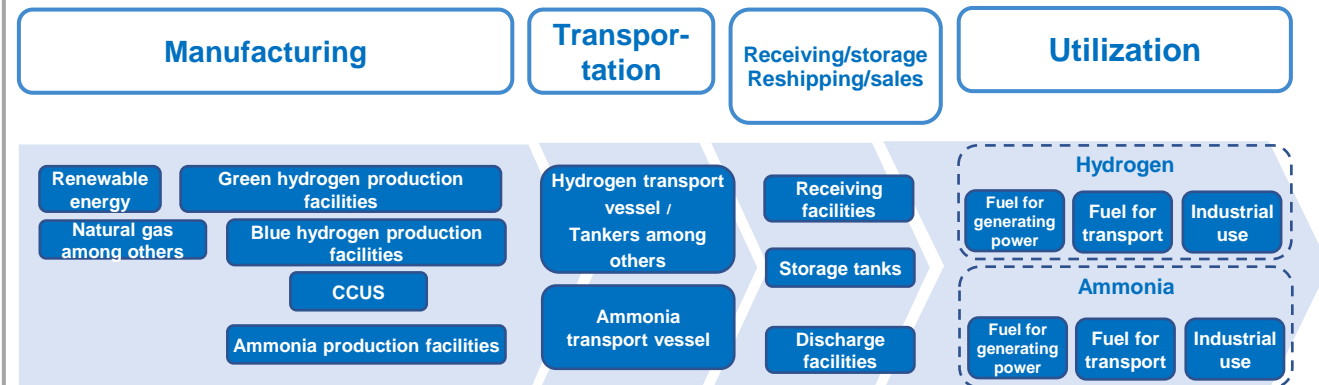 Manufacturing
Transpor-
tation
Receiving/storage
Reshipping/sales
Utilization
Renewable
energy
Green hydrogen production
facilities
Natural gas
among others
Blue hydrogen production
facilities
CCUS
Ammonia production facilities
Hydrogen transport
vessel /
Tankers among
others
Ammonia
transport vessel
Receiving
facilities
Storage tanks
Discharge
facilities
Hydrogen
Fuel for
generating
power
Fuel for
transport
Industrial
use
Ammonia
Fuel for
generating
power
Fuel for
transport
Industrial
use